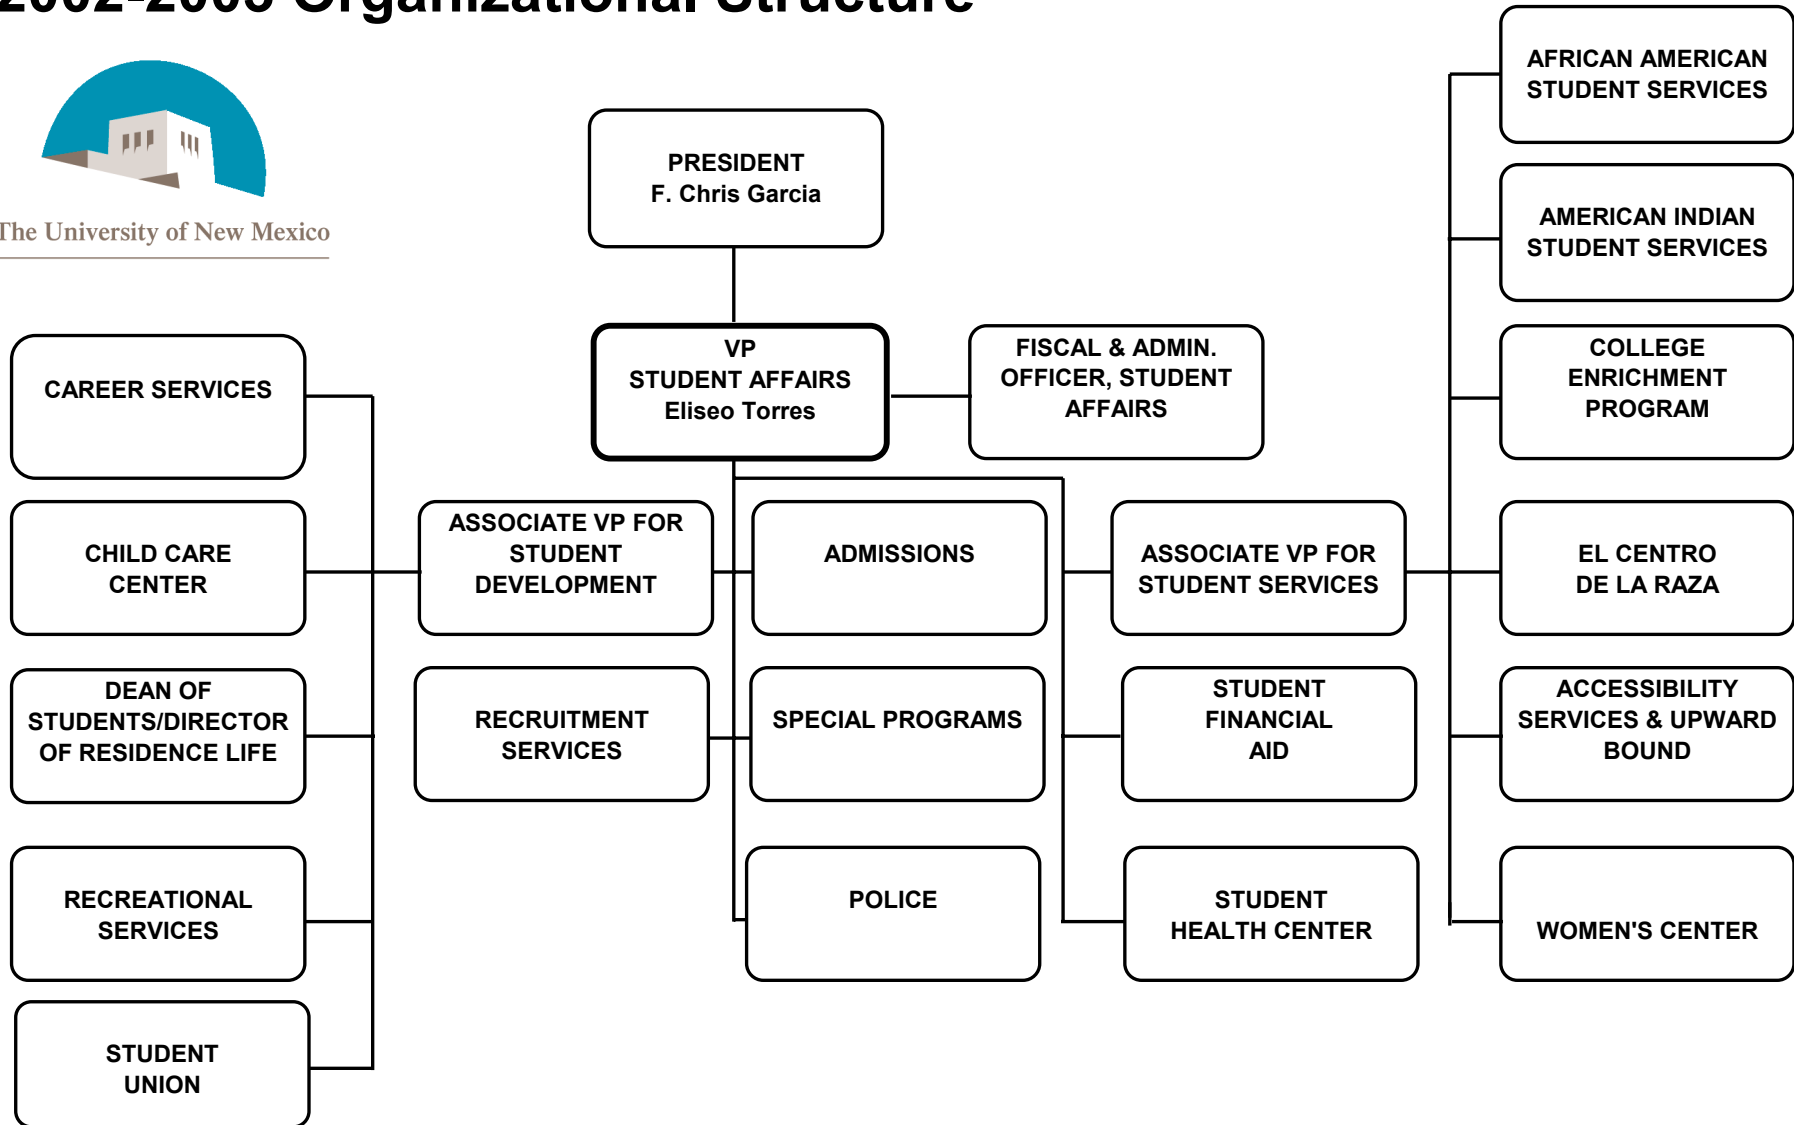 2002-2003 Organizational Structure
The University of New Mexico
PRESIDENT
F. Chris Garcia
VP
STUDENT AFFAIRS
Eliseo Torres
FISCAL & ADMIN.
OFFICER, STUDENT
AFFAIRS
CAREER SERVICES
CHILD CARE
CENTER
DEAN OF
STUDENTS/DIRECTOR
OF RESIDENCE LIFE
RECREATIONAL
SERVICES
STUDENT
UNION
ASSOCIATE VP FOR
STUDENT
DEVELOPMENT
RECRUITMENT
SERVICES
ADMISSIONS
SPECIAL PROGRAMS
POLICE
ASSOCIATE VP FOR
STUDENT SERVICES
STUDENT
FINANCIAL
AID
STUDENT
HEALTH CENTER
AFRICAN AMERICAN
STUDENT SERVICES
AMERICAN INDIAN
STUDENT SERVICES
COLLEGE
ENRICHMENT
PROGRAM
EL CENTRO
DE LA RAZA
ACCESSIBILITY
SERVICES & UPWARD
BOUND
WOMEN'S CENTER